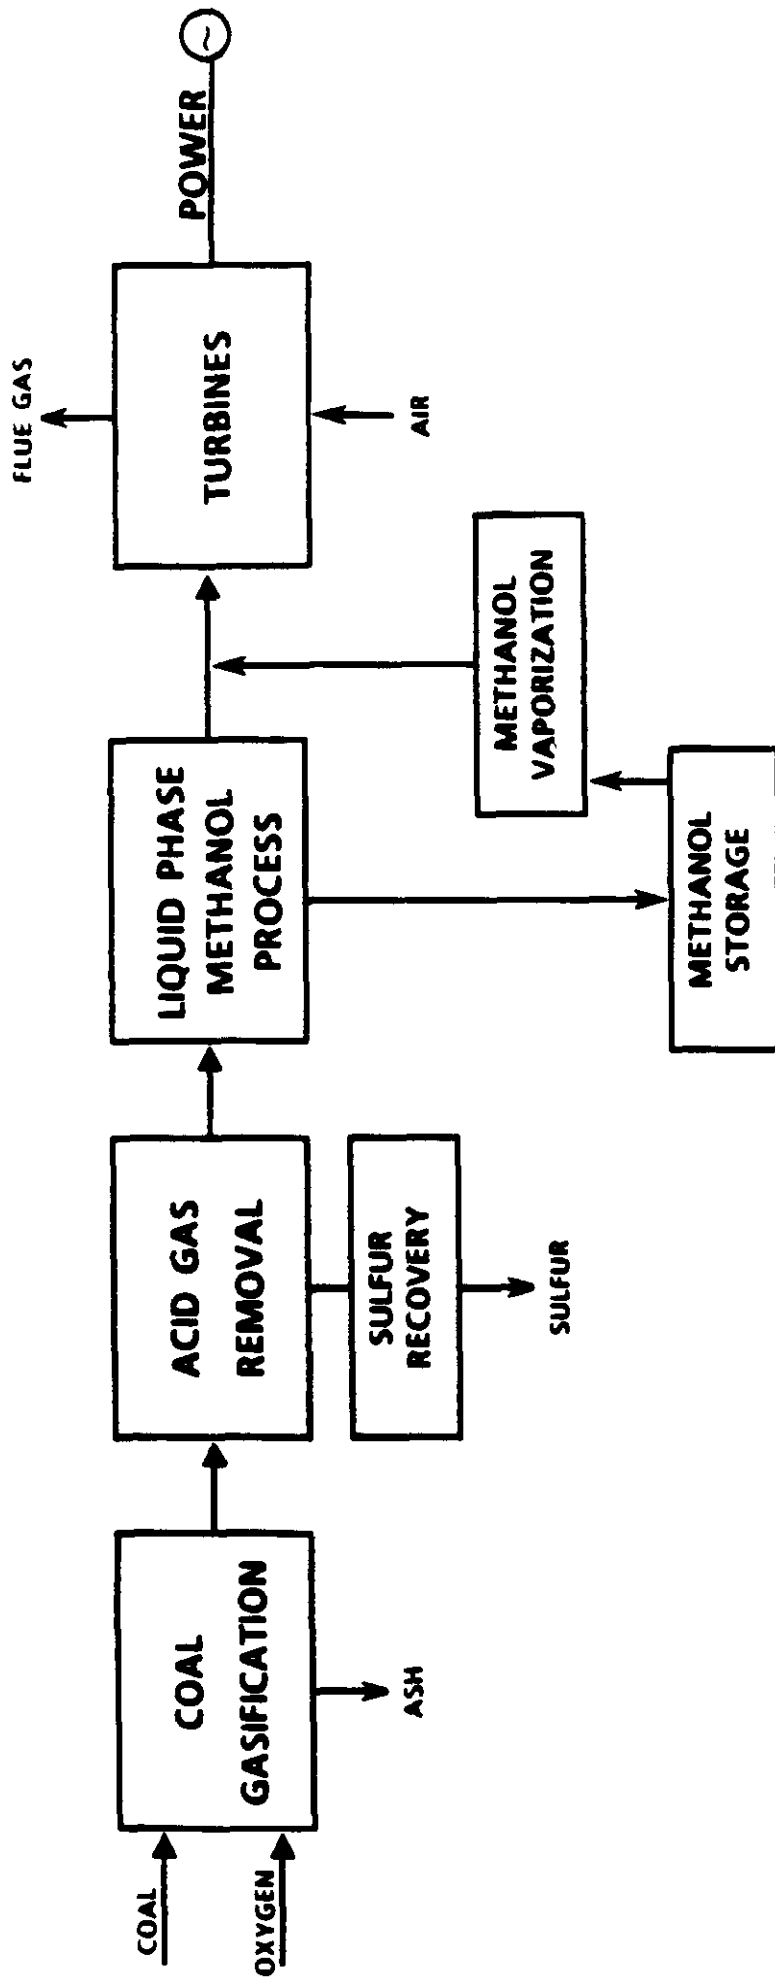 COAL
OXYGEN
COAL
GASIFICATION
ASH
ACID GAS
REMOVAL
SULFUR
RECOVERY
SULFUR
LIQUID PHASE
METHANOL
PROCESS
METHANOL
STORAGE
METHANOL
VAPORIZATION
TURBINES
FLUE GAS
AIR
POWER
~